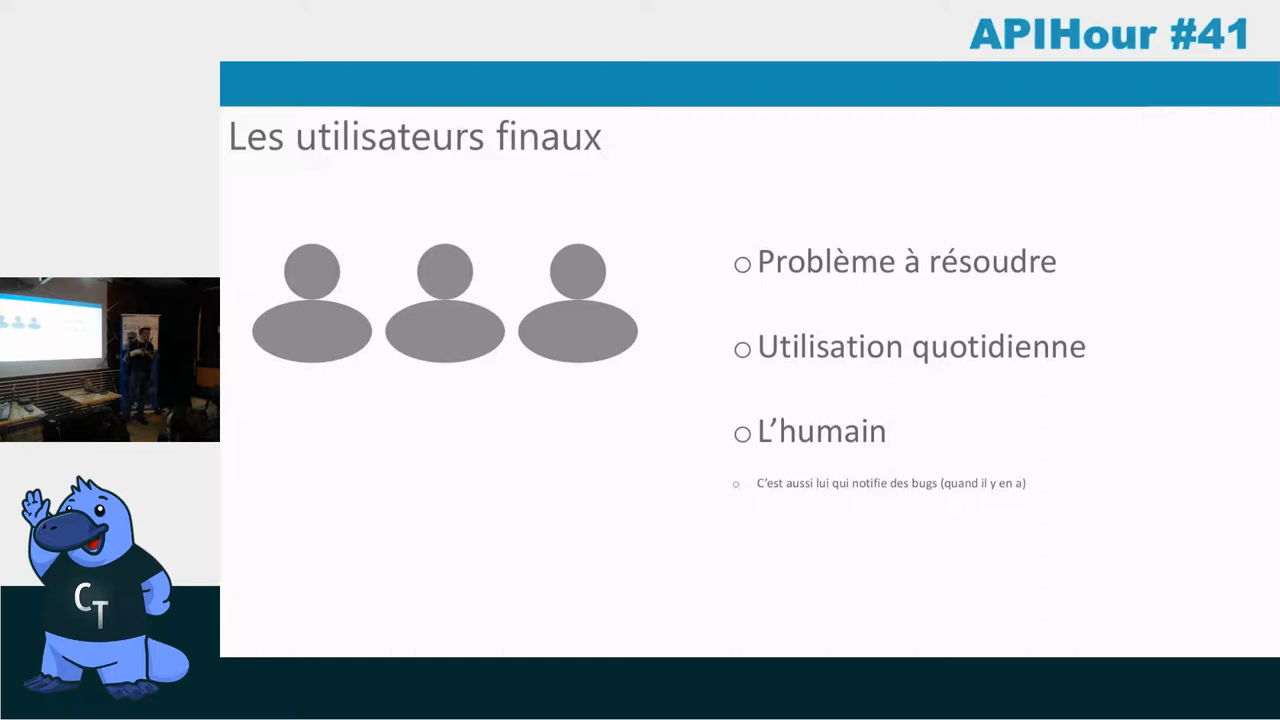 APIHour #41
Les utilisateurs finaux
Problème à résoudre
Utilisation quotidienne
L’humain
C’est aussi lui qui notifie des bugs (quand il y en a)
CT